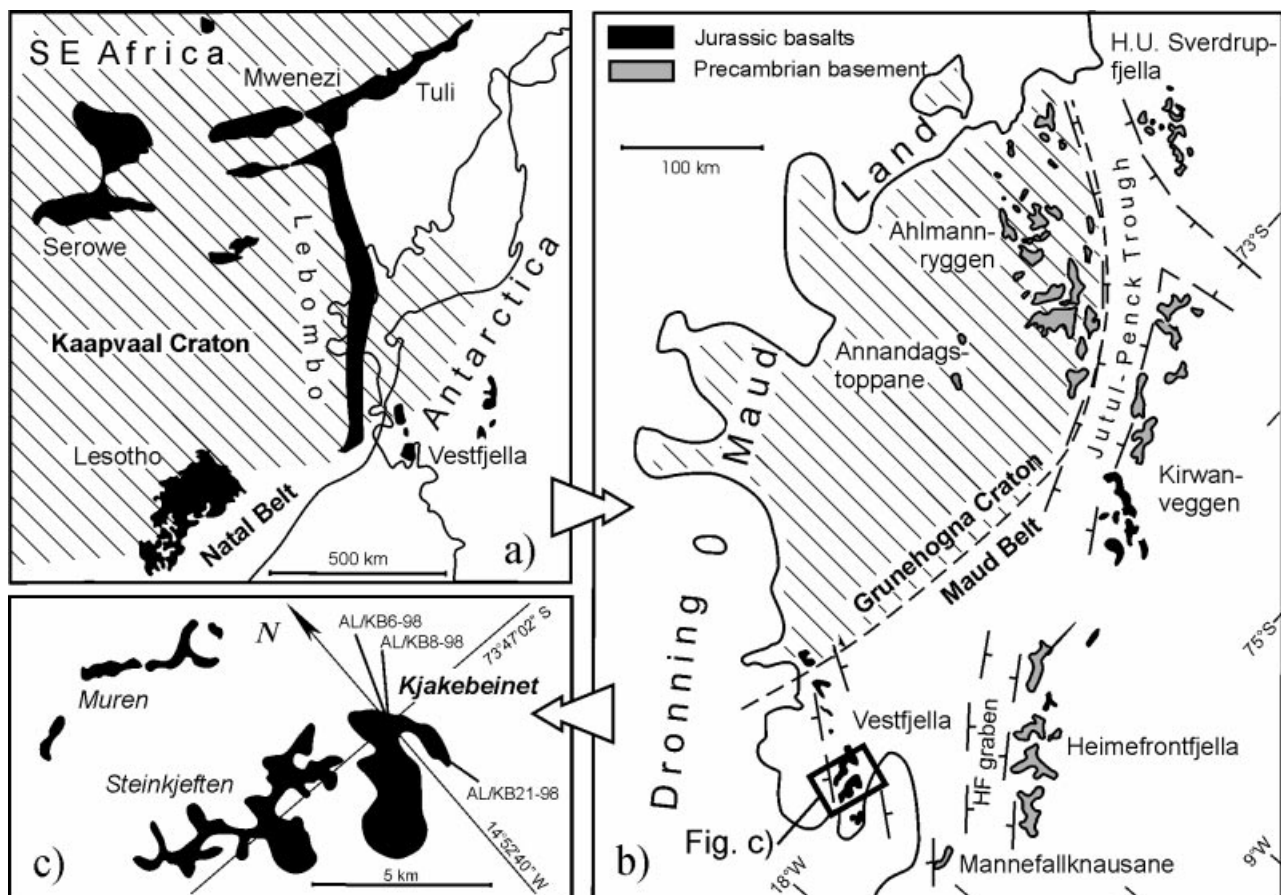 SE Africa
Mwenezi
Tuli
Serowe
Lebombo
Kaapvaal Craton
Antarctica
Lesotho
Vestfjella
Natal Belt
500 km
a)
Jurassic basalts
Precambrian basement
H.U. Sverdrup-
fjella
100 km
Dronning Maud Land
Ahlmann-
ryggen
Jutul-Penck Trough
73°S
Annandags-
toppane
Kirwan-
veggen
Grunehogna Craton
Maud Belt
75°S
Vestfjella
HF graben
Heimefrontfjella
Fig. c)
Mannefallknausane
b)
18°W
9°W
N
AL/KB6-98
AL/KB8-98
73°47'02" S
Muren
Kjakebeinet
Steinkjeften
AL/KB21-98
14°52'40" W
c)
5 km